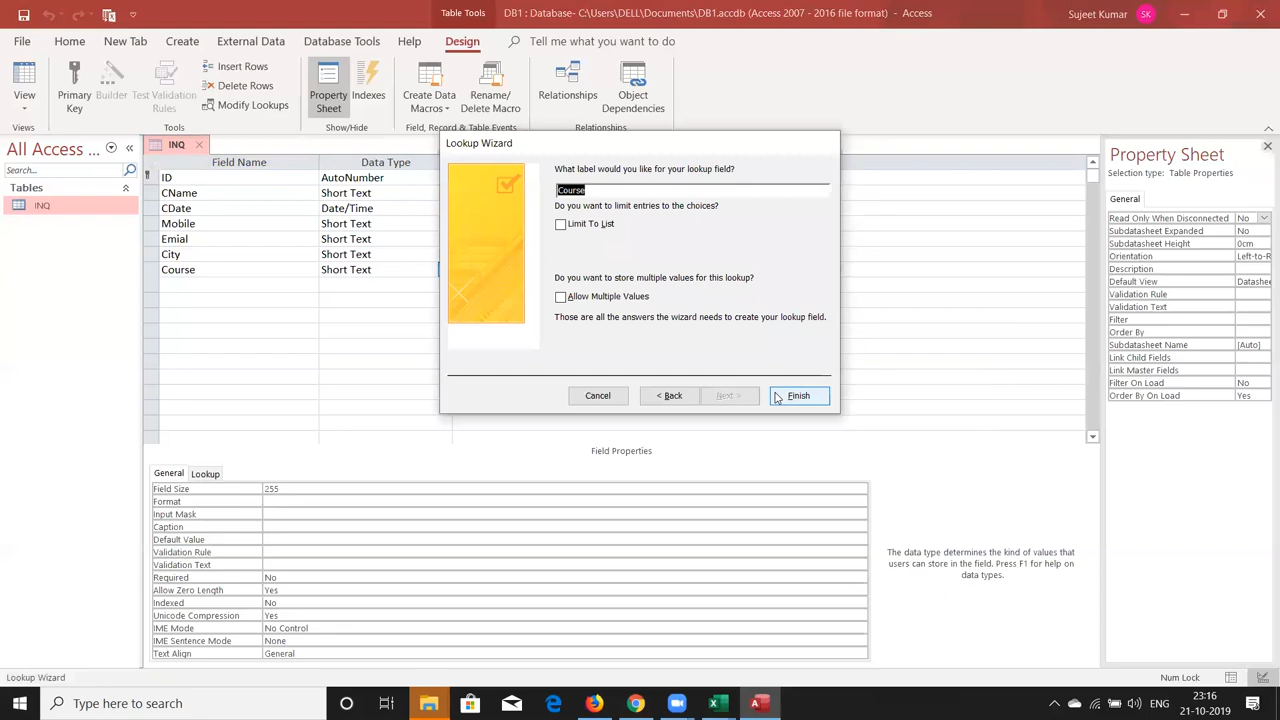 Table Tools
DB1 : Database- C:\Users\DELL\Documents\DB1.accdb (Access 2007 - 2016 file format) - Access
Sujeet Kumar
SK
File
Home
New Tab
Create
External Data
Database Tools
Help
Design
Tell me what you want to do
View
Primary Key
Builder
Test Validation Rules
Insert Rows
Delete Rows
Modify Lookups
Property Sheet
Indexes
Create Data Macros
Rename/ Delete Macro
Relationships
Object Dependencies
Views
Tools
Show/Hide
Field, Record & Table Events
Relationships
All Access ...
Search...
Tables
INQ
INQ
Field Name
Data Type
ID
AutoNumber
CName
Short Text
CDate
Date/Time
Mobile
Short Text
Emial
Short Text
City
Short Text
Course
Short Text
Lookup Wizard
What label would you like for your lookup field?
Course
Do you want to limit entries to the choices?
Limit To List
Do you want to store multiple values for this lookup?
Allow Multiple Values
Those are all the answers the wizard needs to create your lookup field.
Cancel
< Back
Next >
Finish
Property Sheet
Selection type: Table Properties
General
Read Only When Disconnected No
Subdatasheet Expanded No
Subdatasheet Height 0cm
Orientation Left-to-R
Description
Default View Datashee
Validation Rule
Validation Text
Filter
Order By
Subdatasheet Name [Auto]
Link Child Fields
Link Master Fields
Filter On Load No
Order By On Load Yes
Field Properties
General
Lookup
Field Size 255
Format
Input Mask
Caption
Default Value
Validation Rule
Validation Text
Required No
Allow Zero Length Yes
Indexed No
Unicode Compression Yes
IME Mode No Control
IME Sentence Mode None
Text Align General
The data type determines the kind of values that
users can store in the field. Press F1 for help on
data types.
Lookup Wizard
Num Lock
Type here to search
23:16
21-10-2019